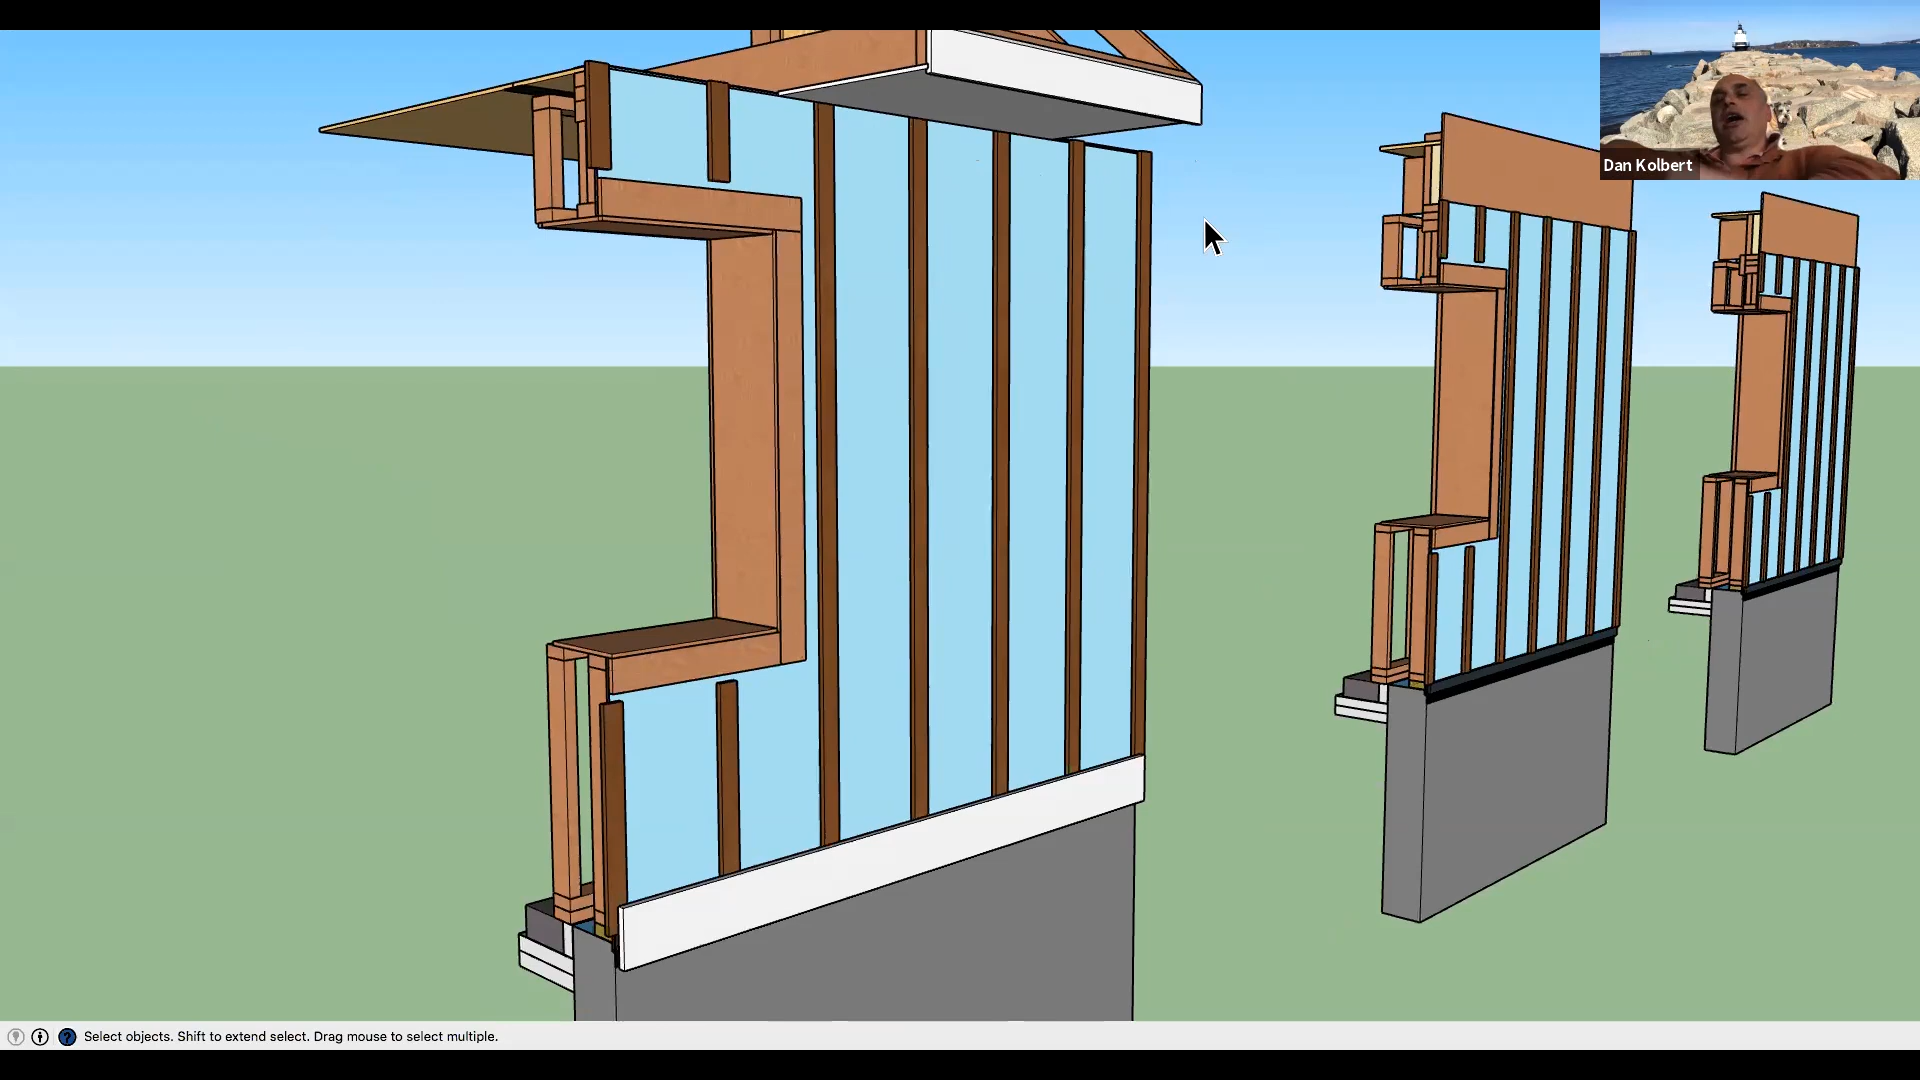 Dan Kolbert
Select objects. Shift to extend select. Drag mouse to select multiple.